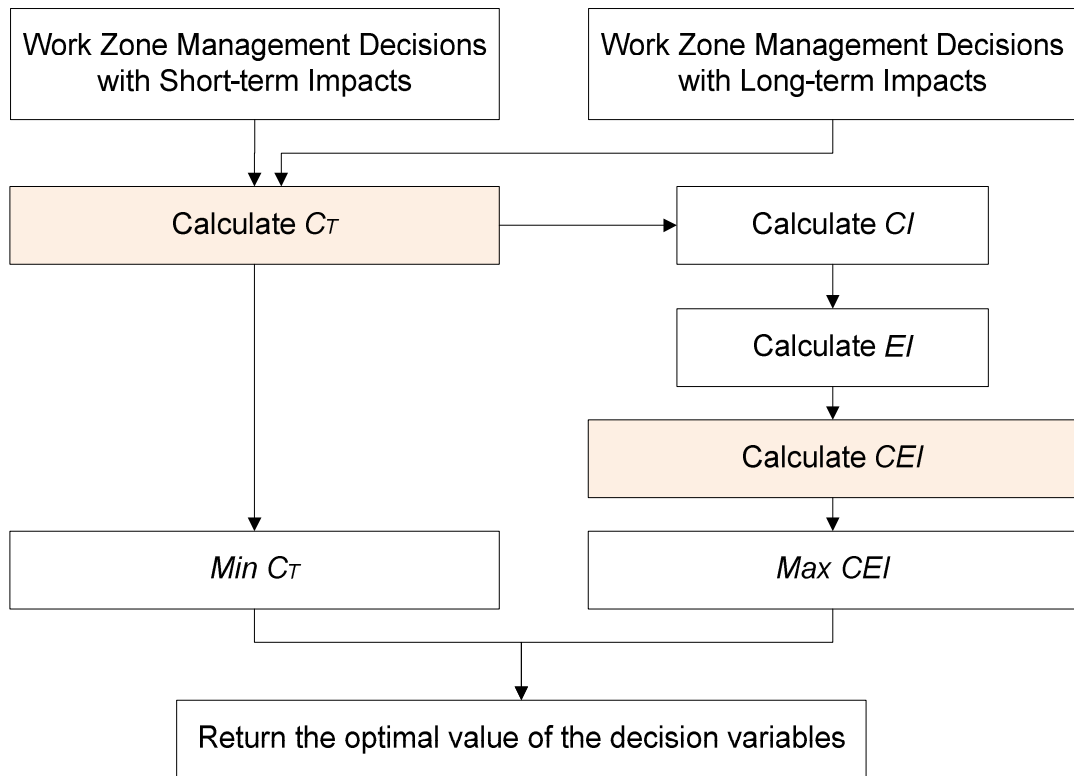 Work Zone Management Decisions
with Short-term Impacts
Work Zone Management Decisions
with Long-term Impacts
Calculate CT
Calculate CI
Calculate EI
Calculate CEI
Min CT
Max CEI
Return the optimal value of the decision variables